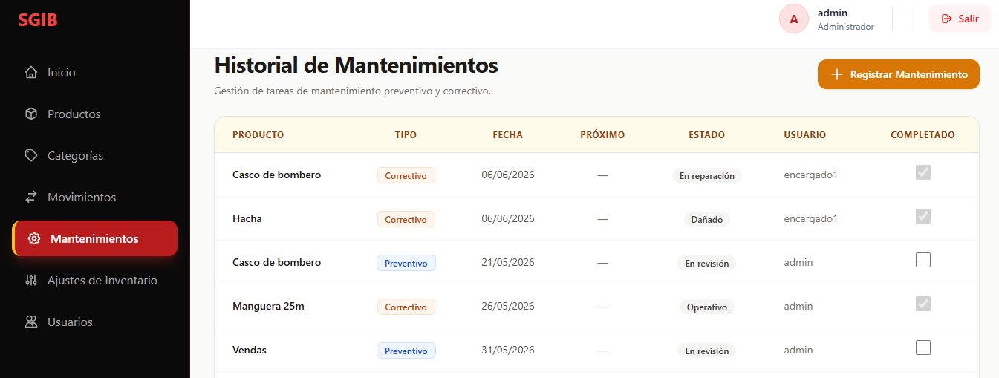 SGIB
Inicio
Productos
Categorías
Movimientos
Mantenimientos
Ajustes de Inventario
Usuarios
A
admin
Administrador
Salir
Historial de Mantenimientos
Gestión de tareas de mantenimiento preventivo y correctivo.
Registrar Mantenimiento
PRODUCTO TIPO FECHA PRÓXIMO ESTADO USUARIO COMPLETADO
Casco de bombero Correctivo 06/06/2026 — En reparación encargado1
Hacha Correctivo 06/06/2026 — Dañado encargado1
Casco de bombero Preventivo 21/05/2026 — En revisión admin
Manguera 25m Correctivo 26/05/2026 — Operativo admin
Vendas Preventivo 31/05/2026 — En revisión admin